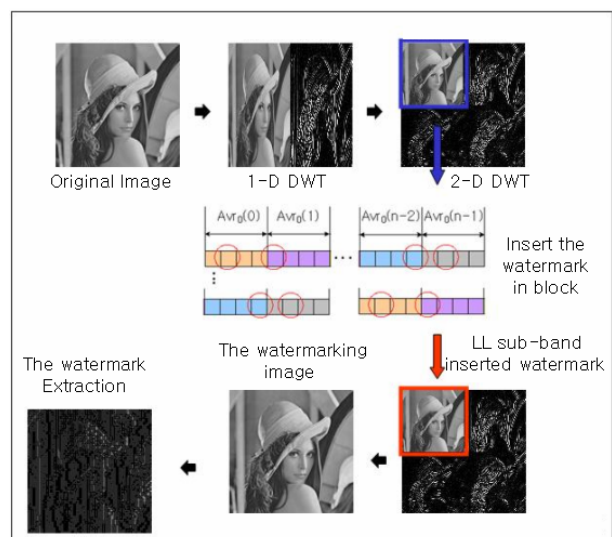 Original Image
1-D DWT
2-D DWT
Avr₀(0)
Avr₀(1)
Avr₀(n-2)
Avr₀(n-1)
Insert the
watermark
in block
The watermark
Extraction
The watermarking
image
LL sub-band
inserted watermark